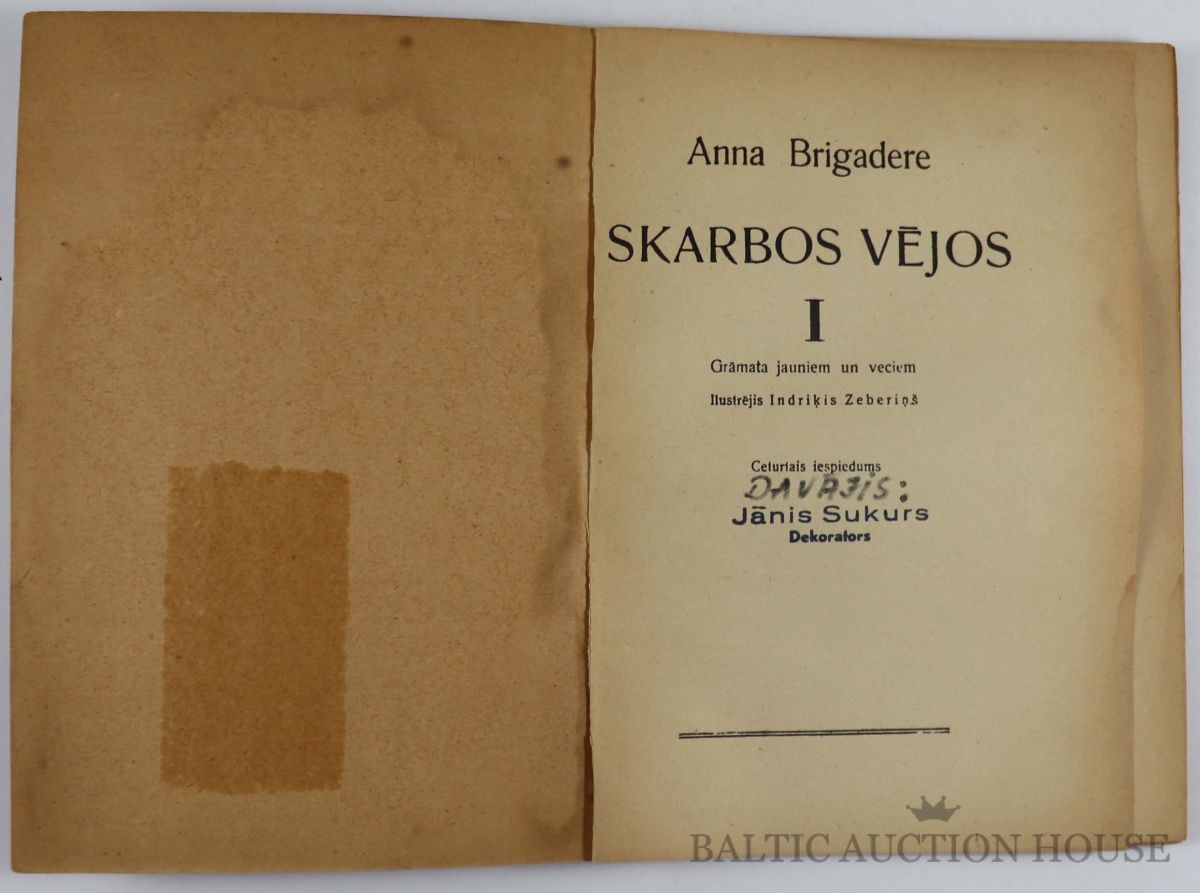 Anna Brigadere
SKARBOS VĒJOS
I
Grāmata jauniem un veciem
Ilustrējis Indriķis Zeberiņš
Ceturtais iespiedums
DAVĀJIS:
Jānis Sukurs
Dekorators
BALTIC AUCTION HOUSE